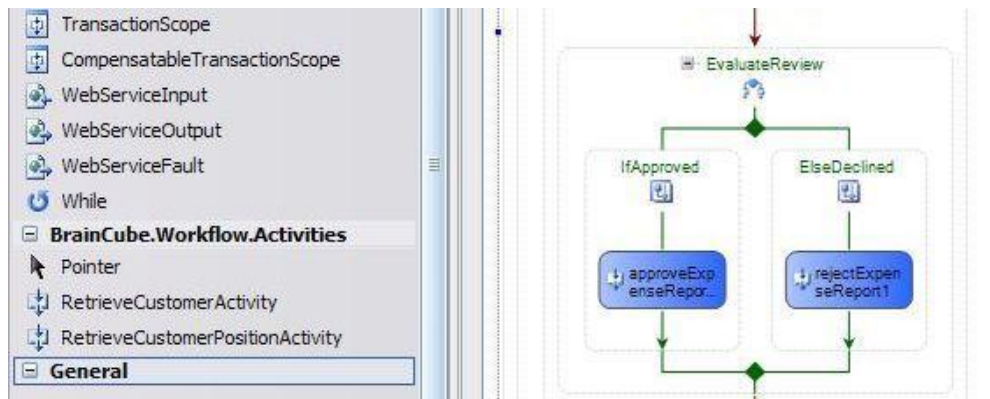 TransactionScope
CompensatableTransactionScope
WebServiceInput
WebServiceOutput
WebServiceFault
While
BrainCube.Workflow.Activities
Pointer
RetrieveCustomerActivity
RetrieveCustomerPositionActivity
General
EvaluateReview
IfApproved
ElseDeclined
approveExp
enseRepor...
rejectExpen
seReport1